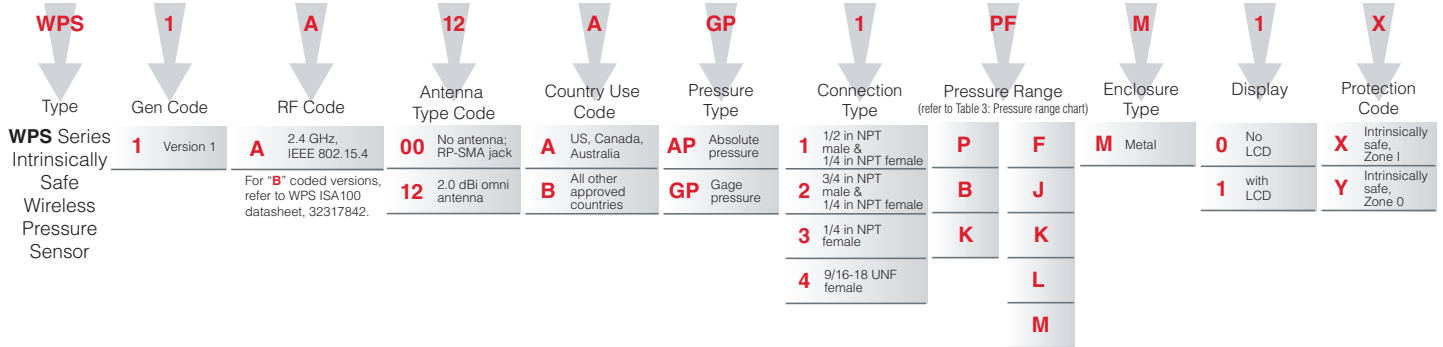 WPS 1 A 12 A GP 1 PF M 1 X
Type
WPS Series
Intrinsically
Safe
Wireless
Pressure
Sensor
Gen Code
1 Version 1
RF Code
A 2.4 GHz,
IEEE 802.15.4
For "B" coded versions,
refer to WPS ISA100
datasheet, 32317842.
Antenna
Type Code
00 No antenna;
RP-SMA jack
12 2.0 dBi omni
antenna
Country Use
Code
A US, Canada,
Australia
B All other
approved
countries
Pressure
Type
AP Absolute
pressure
GP Gage
pressure
Connection
Type
1 1/2 in NPT
male &
1/4 in NPT female
2 3/4 in NPT
male &
1/4 in NPT female
3 1/4 in NPT
female
4 9/16-18 UNF
female
Pressure Range
(refer to Table 3: Pressure range chart)
P F
B J
K K
L
M
Enclosure
Type
M Metal
Display
0 No
LCD
1 with
LCD
Protection
Code
X Intrinsically
safe,
Zone I
Y Intrinsically
safe,
Zone 0